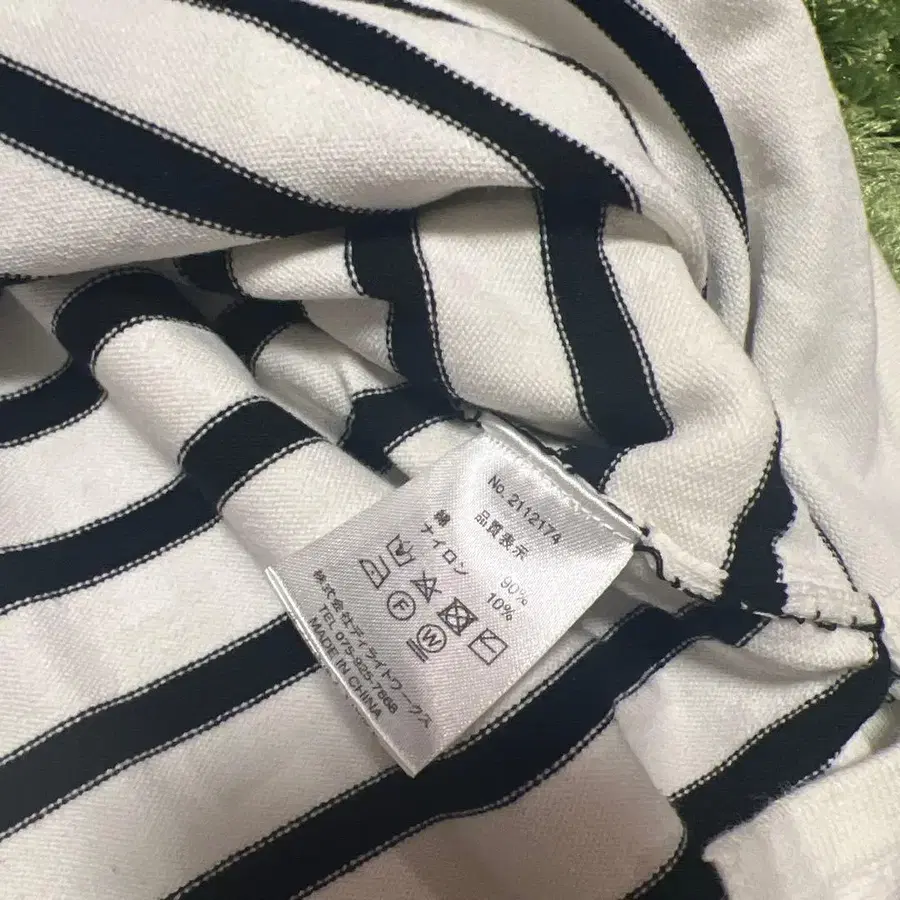 No. 2112174
品質表示
綿 90%
ナイロン 10%
F
W
株式会社デイライトワークス
TEL 075-925-7868
MADE IN CHINA